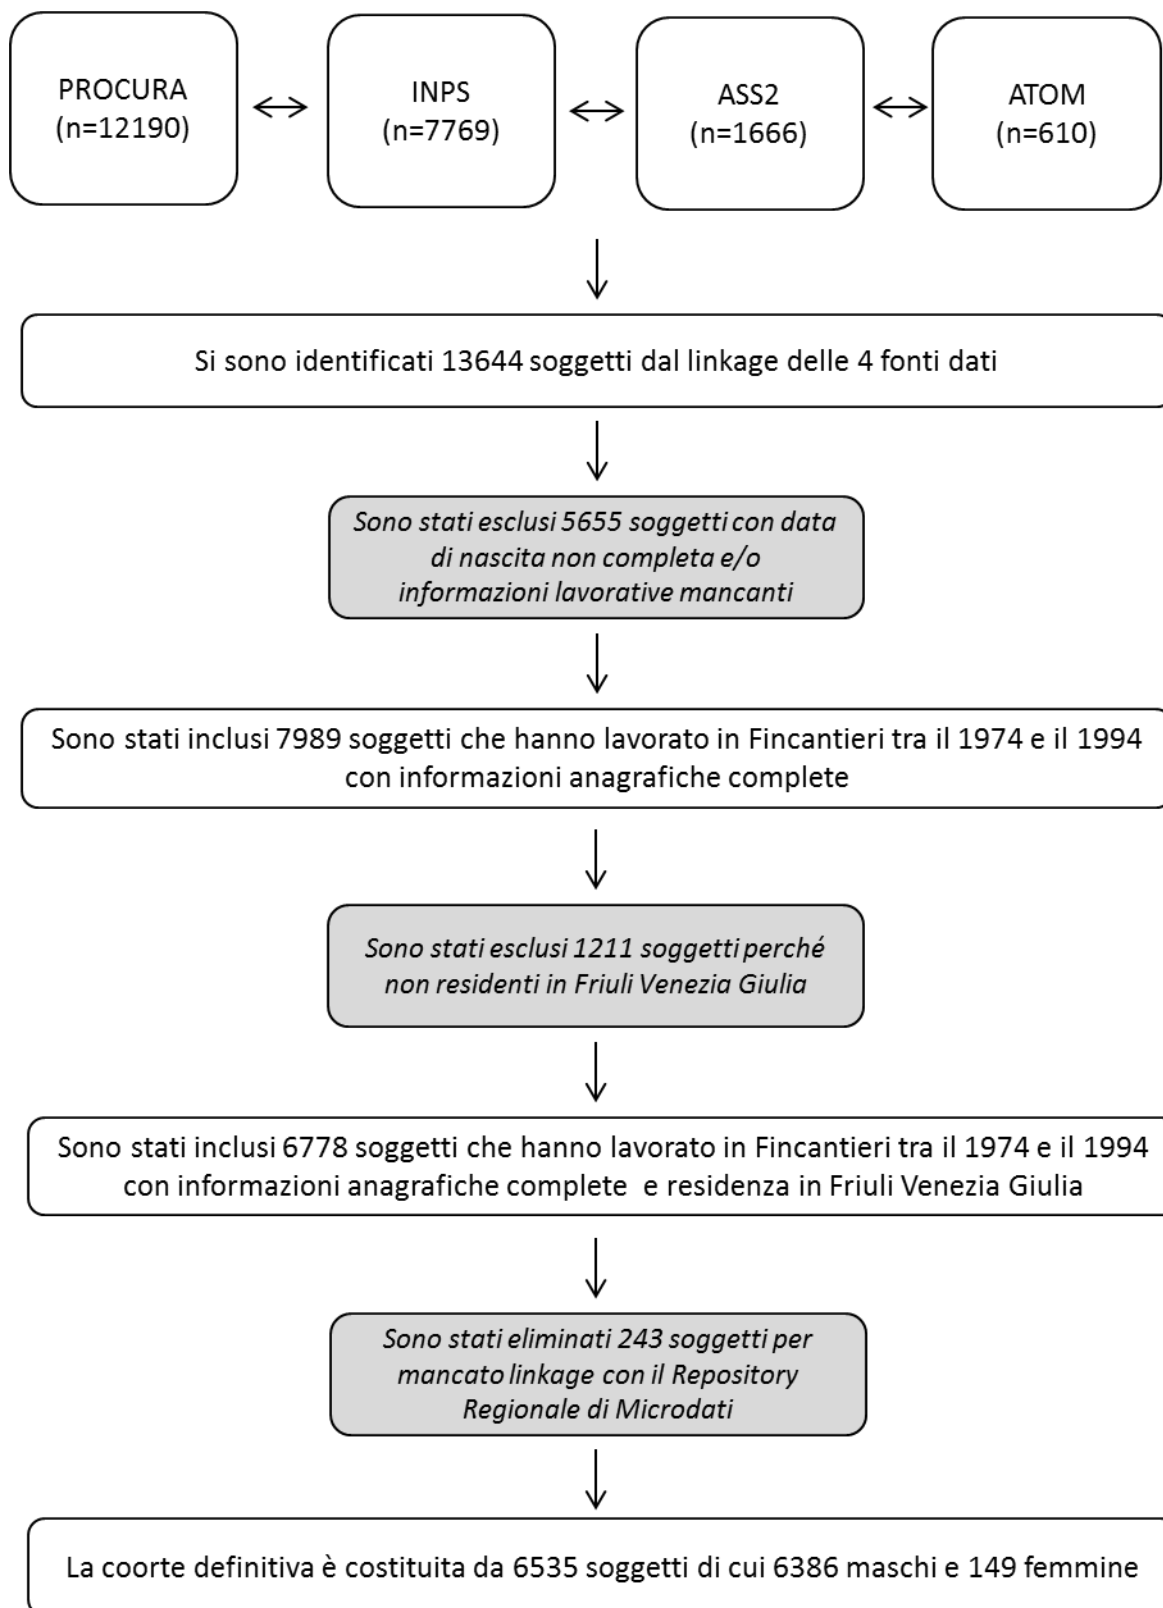 PROCURA
(n=12190)
INPS
(n=7769)
ASS2
(n=1666)
ATOM
(n=610)
Si sono identificati 13644 soggetti dal linkage delle 4 fonti dati
Sono stati esclusi 5655 soggetti con data
di nascita non completa e/o
informazioni lavorative mancanti
Sono stati inclusi 7989 soggetti che hanno lavorato in Fincantieri tra il 1974 e il 1994
con informazioni anagrafiche complete
Sono stati esclusi 1211 soggetti perché
non residenti in Friuli Venezia Giulia
Sono stati inclusi 6778 soggetti che hanno lavorato in Fincantieri tra il 1974 e il 1994
con informazioni anagrafiche complete e residenza in Friuli Venezia Giulia
Sono stati eliminati 243 soggetti per
mancato linkage con il Repository
Regionale di Microdati
La coorte definitiva è costituita da 6535 soggetti di cui 6386 maschi e 149 femmine